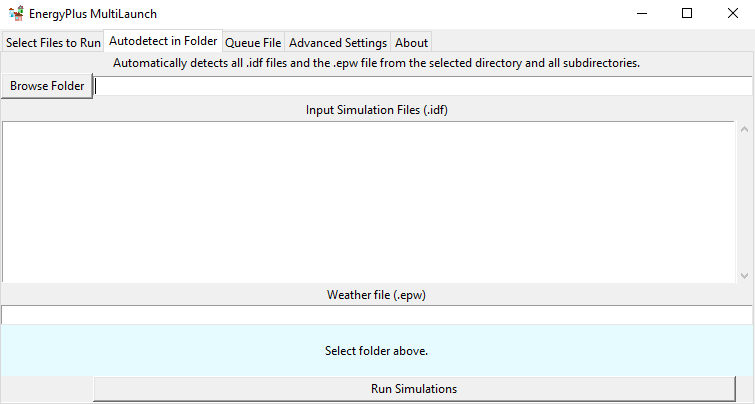 EnergyPlus MultiLaunch
Select Files to Run Autodetect in Folder Queue File Advanced Settings About
Automatically detects all .idf files and the .epw file from the selected directory and all subdirectories.
Browse Folder
Input Simulation Files (.idf)
Weather file (.epw)
Select folder above.
Run Simulations